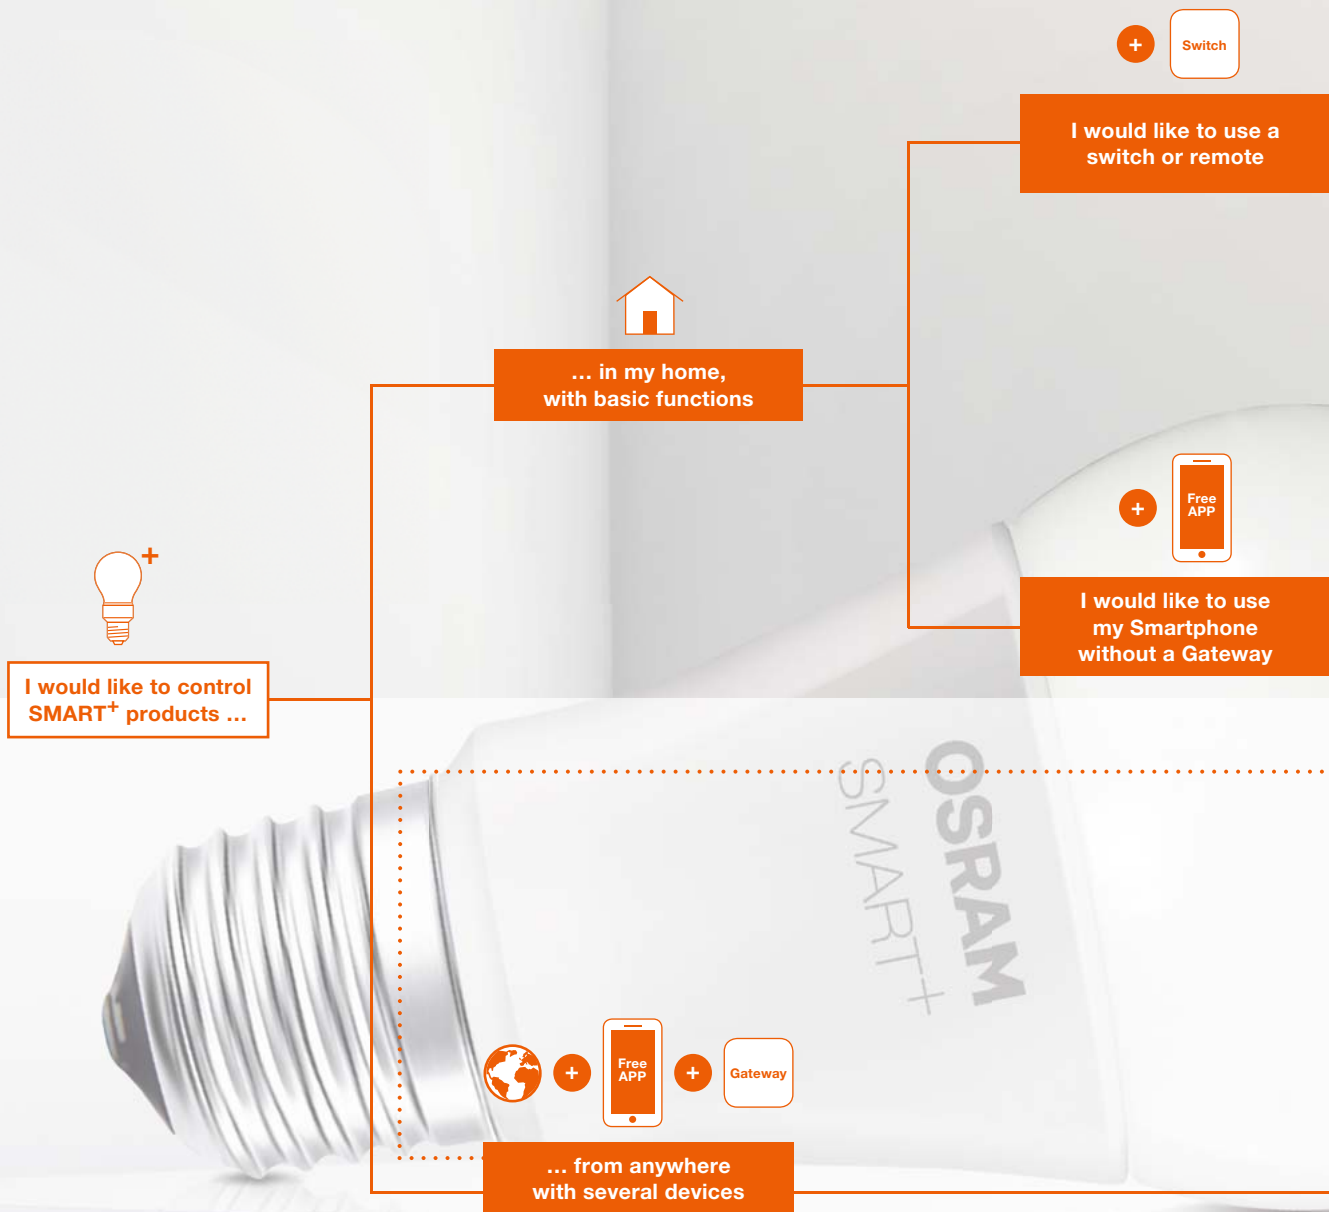 +
Switch
I would like to use a
switch or remote
… in my home,
with basic functions
+
Free
APP
I would like to use
my Smartphone
without a Gateway
+
I would like to control
SMART+ products …
OSRAM
SMART+
+
Free
APP
+
Gateway
… from anywhere
with several devices